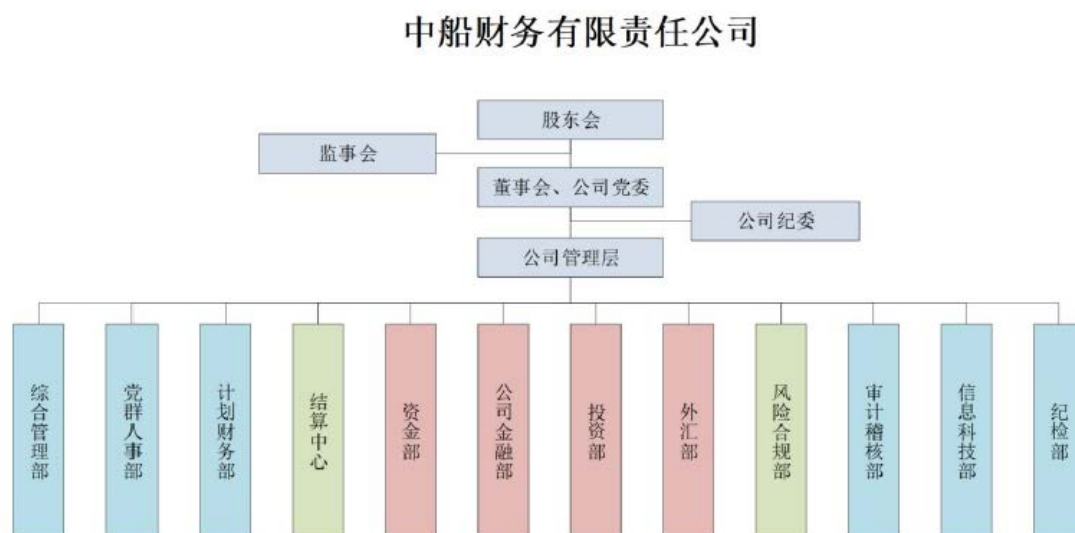 中船财务有限责任公司
股东会
监事会
董事会、公司党委
公司纪委
公司管理层
综合管理部
党群人事部
计划财务部
结算中心
资金部
公司金融部
投资部
外汇部
风险合规部
审计稽核部
信息科技部
纪检部